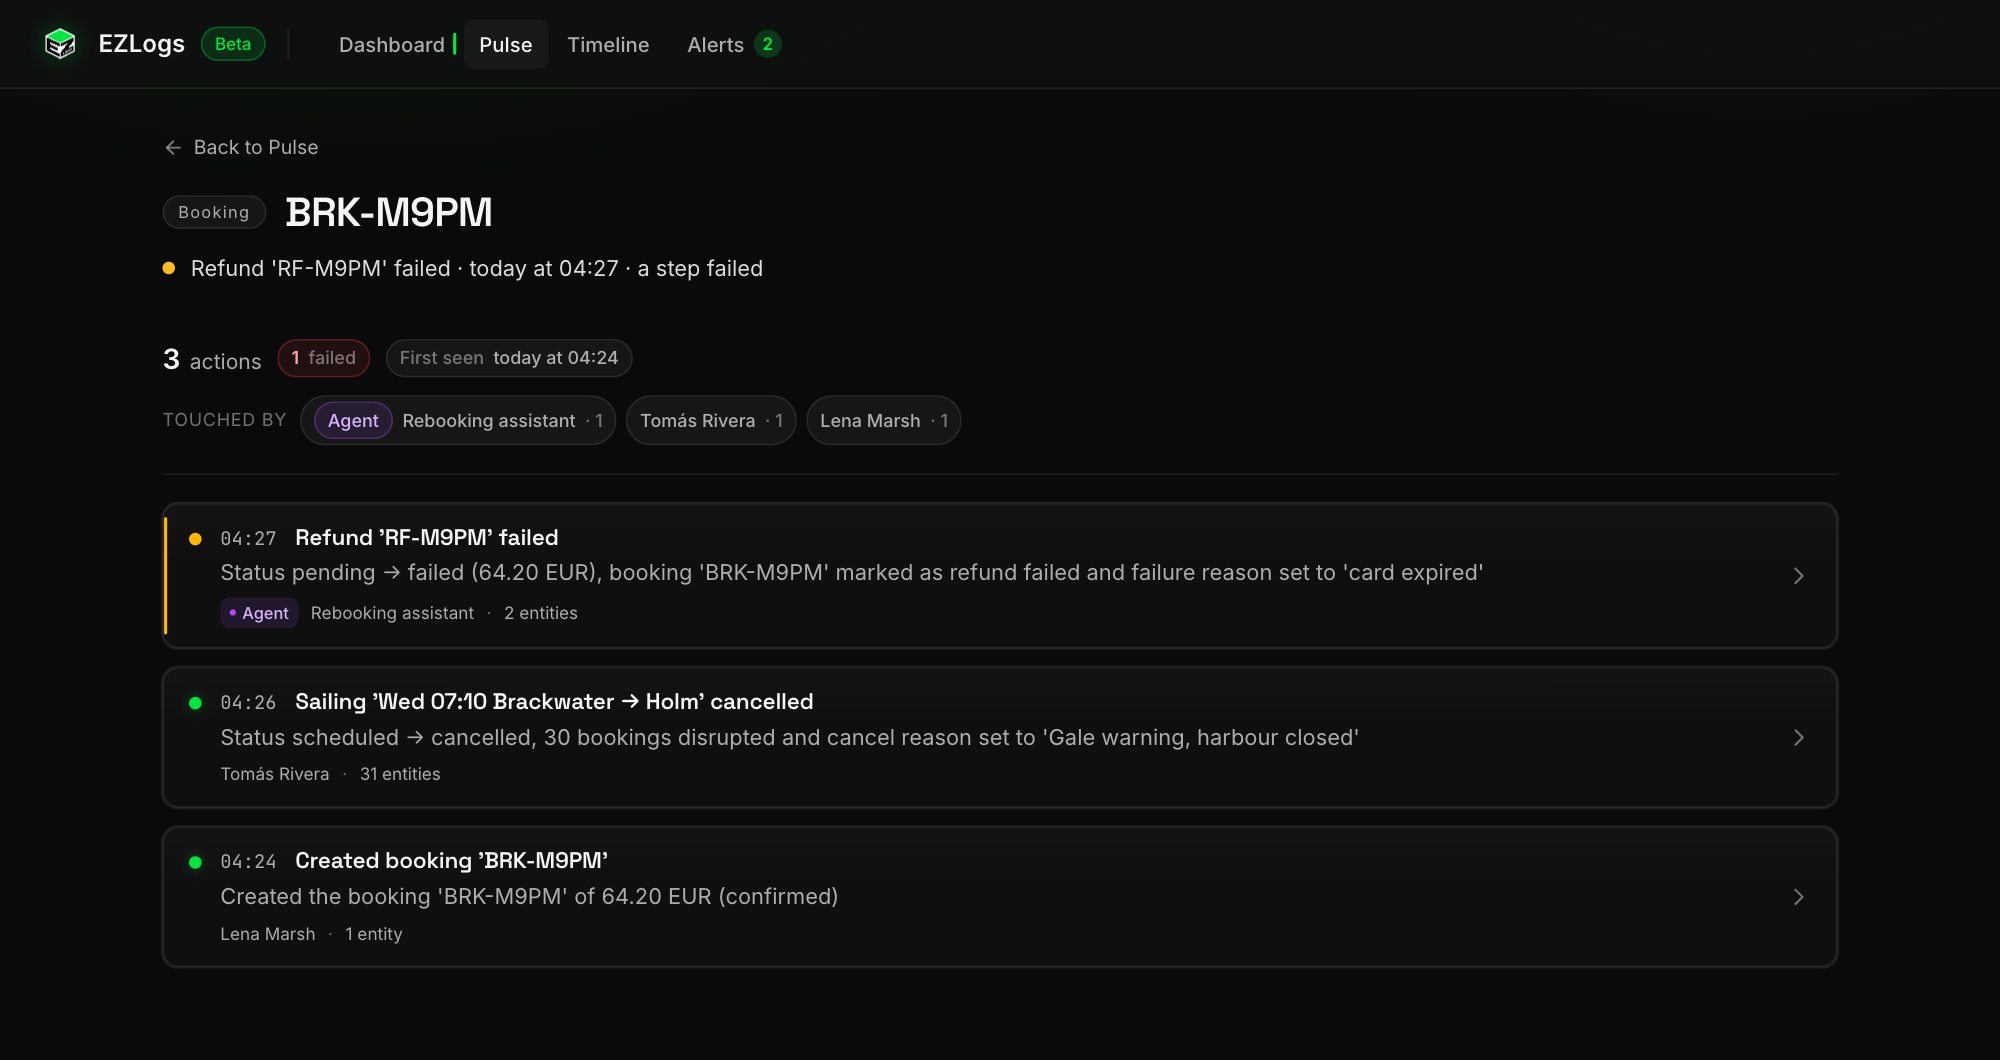 EZLogs Beta Dashboard Pulse Timeline Alerts 2
← Back to Pulse
Booking BRK-M9PM
Refund 'RF-M9PM' failed · today at 04:27 · a step failed
3 actions 1 failed First seen today at 04:24
TOUCHED BY Agent Rebooking assistant · 1 Tomás Rivera · 1 Lena Marsh · 1
04:27 Refund ’RF-M9PM’ failed
Status pending → failed (64.20 EUR), booking 'BRK-M9PM' marked as refund failed and failure reason set to 'card expired'
• Agent Rebooking assistant · 2 entities
04:26 Sailing ’Wed 07:10 Brackwater → Holm’ cancelled
Status scheduled → cancelled, 30 bookings disrupted and cancel reason set to 'Gale warning, harbour closed'
Tomás Rivera · 31 entities
04:24 Created booking ’BRK-M9PM’
Created the booking 'BRK-M9PM' of 64.20 EUR (confirmed)
Lena Marsh · 1 entity